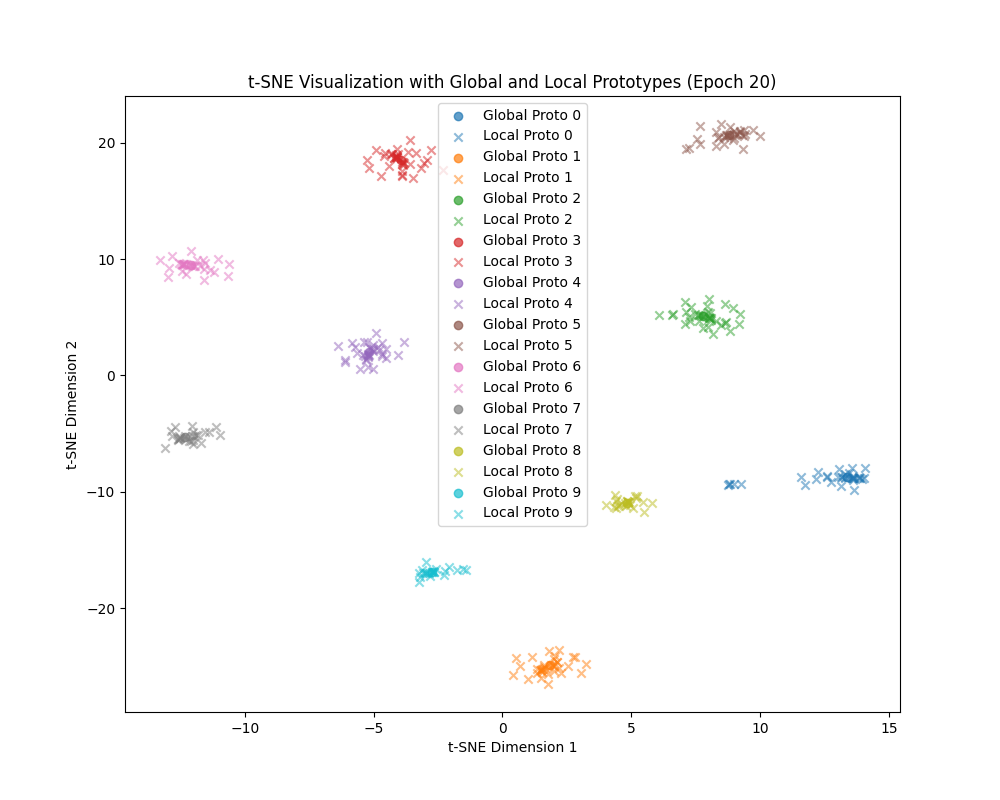 t-SNE Visualization with Global and Local Prototypes (Epoch 20)
20
10
0
−10
−20
t-SNE Dimension 2
Global Proto 0
Local Proto 0
Global Proto 1
Local Proto 1
Global Proto 2
Local Proto 2
Global Proto 3
Local Proto 3
Global Proto 4
Local Proto 4
Global Proto 5
Local Proto 5
Global Proto 6
Local Proto 6
Global Proto 7
Local Proto 7
Global Proto 8
Local Proto 8
Global Proto 9
Local Proto 9
−10 −5 0 5 10 15
t-SNE Dimension 1